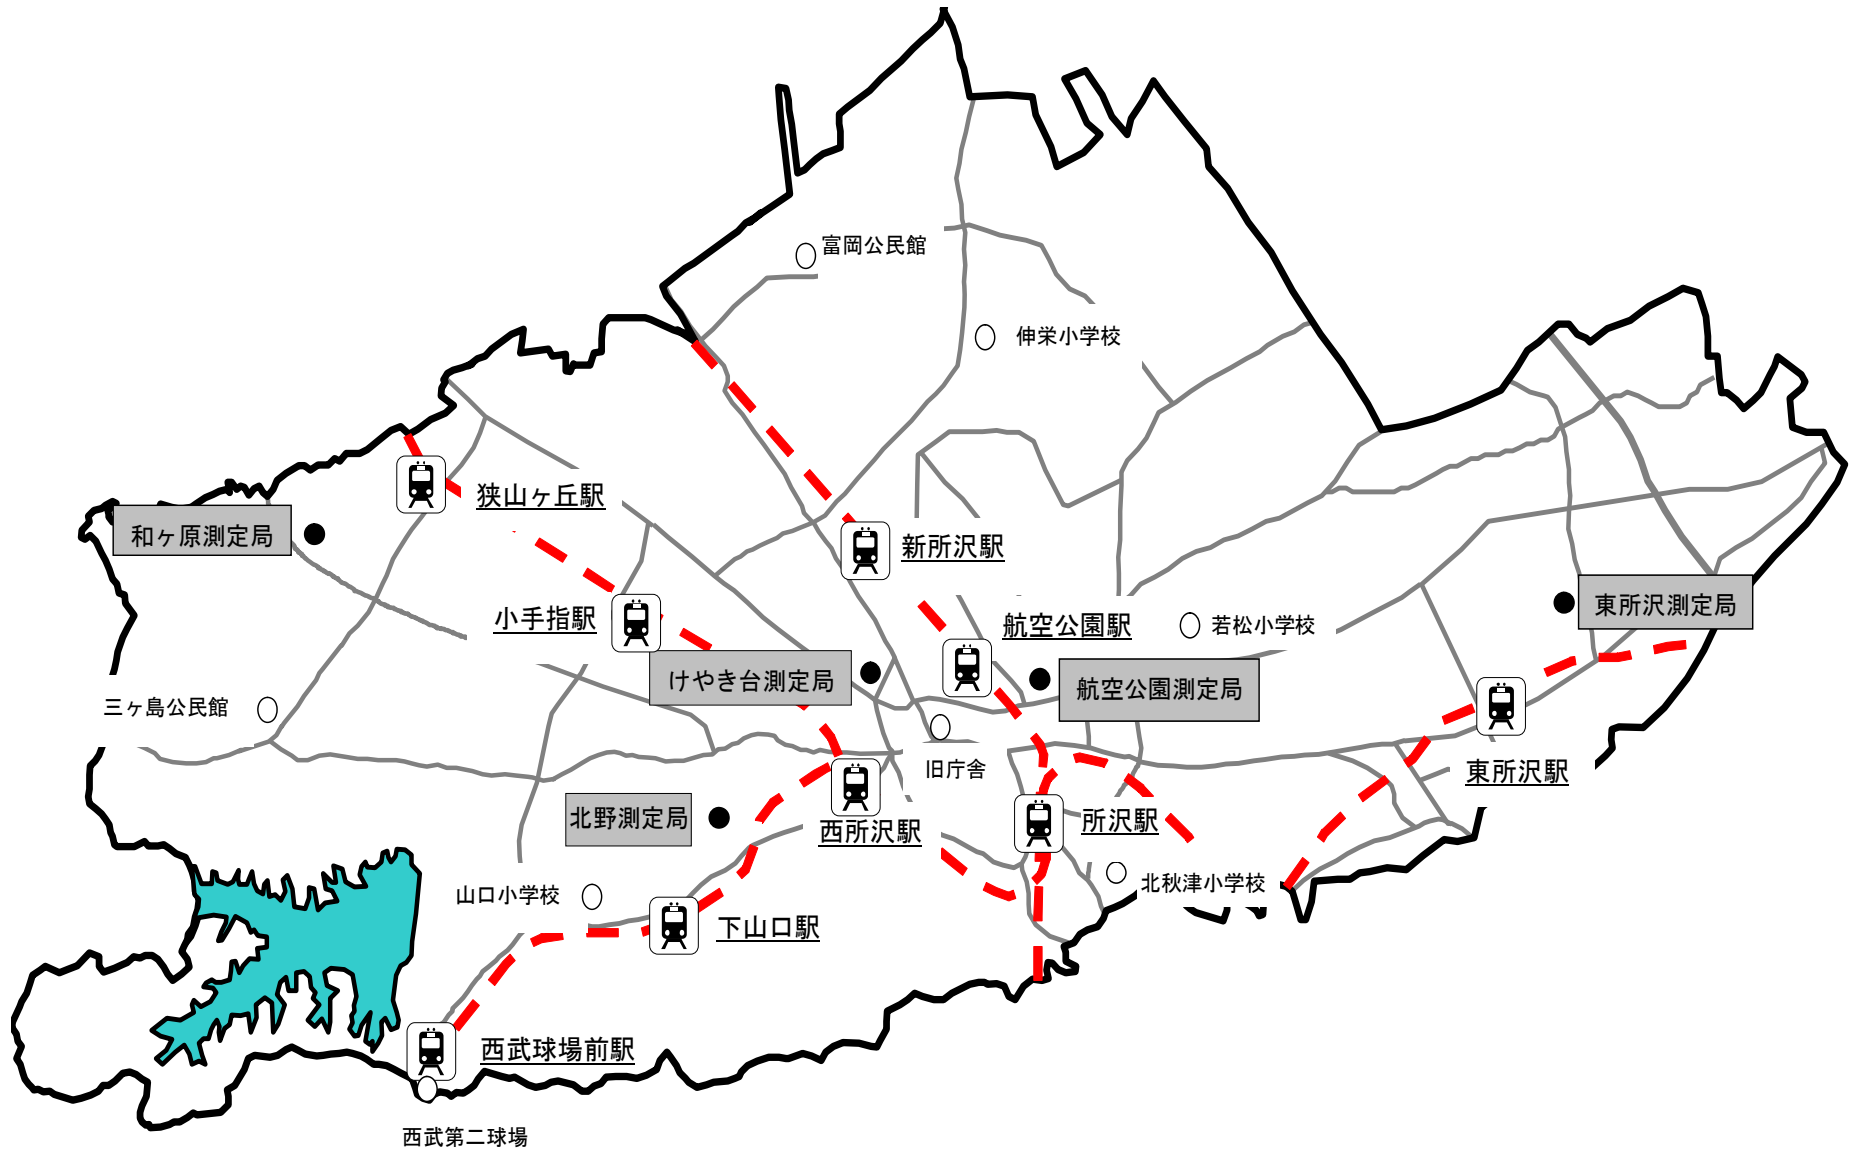 富岡公民館
伸栄小学校
狭山ヶ丘駅
和ヶ原測定局
新所沢駅
小手指駅
航空公園駅
若松小学校
東所沢測定局
けやき台測定局
航空公園測定局
三ヶ島公民館
旧庁舎
東所沢駅
北野測定局
西所沢駅
所沢駅
山口小学校
北秋津小学校
下山口駅
西武球場前駅
西武第二球場